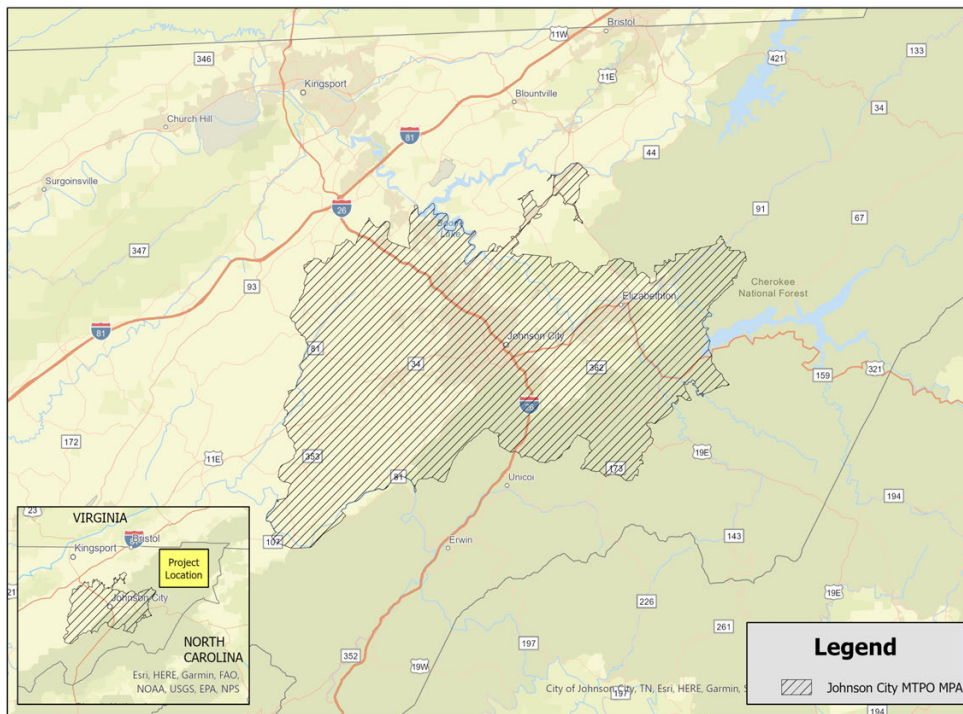 Bristol
11W
133
346
421
Kingsport
11E
34
Blountville
Church Hill
81
44
Surgoinsville
91
26
67
347
93
Cherokee
National Forest
Elizabethton
81
81
Johnson City
34
362
159
321
26
172
353
11E
19E
81
173
Unicoi
194
107
143
Erwin
19E
226
261
197
352
19W
197
194
City of Johnson City, TN, Esri, HERE, Garmin,
23
VIRGINIA
Kingsport
Bristol
Project
Location
Johnson City
NORTH
CAROLINA
Esri, HERE, Garmin, FAO,
NOAA, USGS, EPA, NPS
Legend
Johnson City MTPO MPA